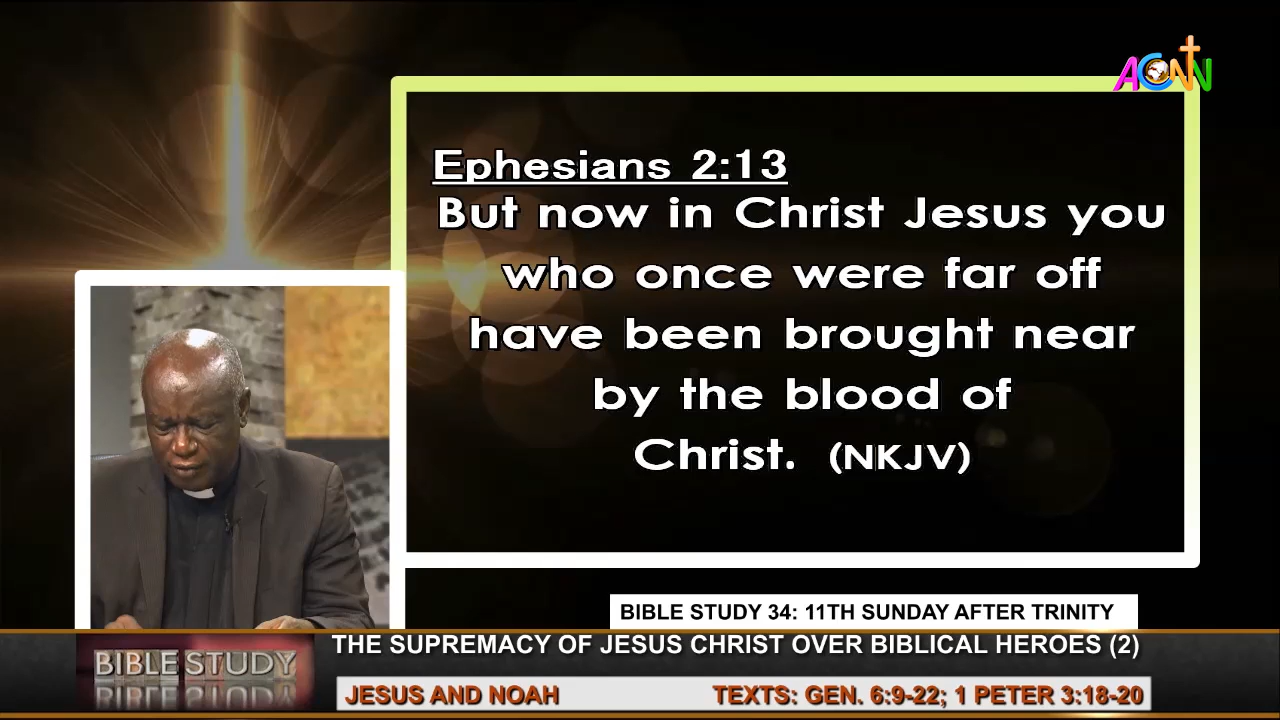 ACNN
Ephesians 2:13
But now in Christ Jesus you
who once were far off
have been brought near
by the blood of
Christ. (NKJV)
BIBLE STUDY 34: 11TH SUNDAY AFTER TRINITY
THE SUPREMACY OF JESUS CHRIST OVER BIBLICAL HEROES (2)
BIBLE STUDY
JESUS AND NOAH
TEXTS: GEN. 6:9-22; 1 PETER 3:18-20